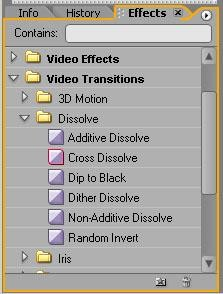 Info History Effects
Contains:
Video Effects
Video Transitions
3D Motion
Dissolve
Additive Dissolve
Cross Dissolve
Dip to Black
Dither Dissolve
Non-Additive Dissolve
Random Invert
Iris